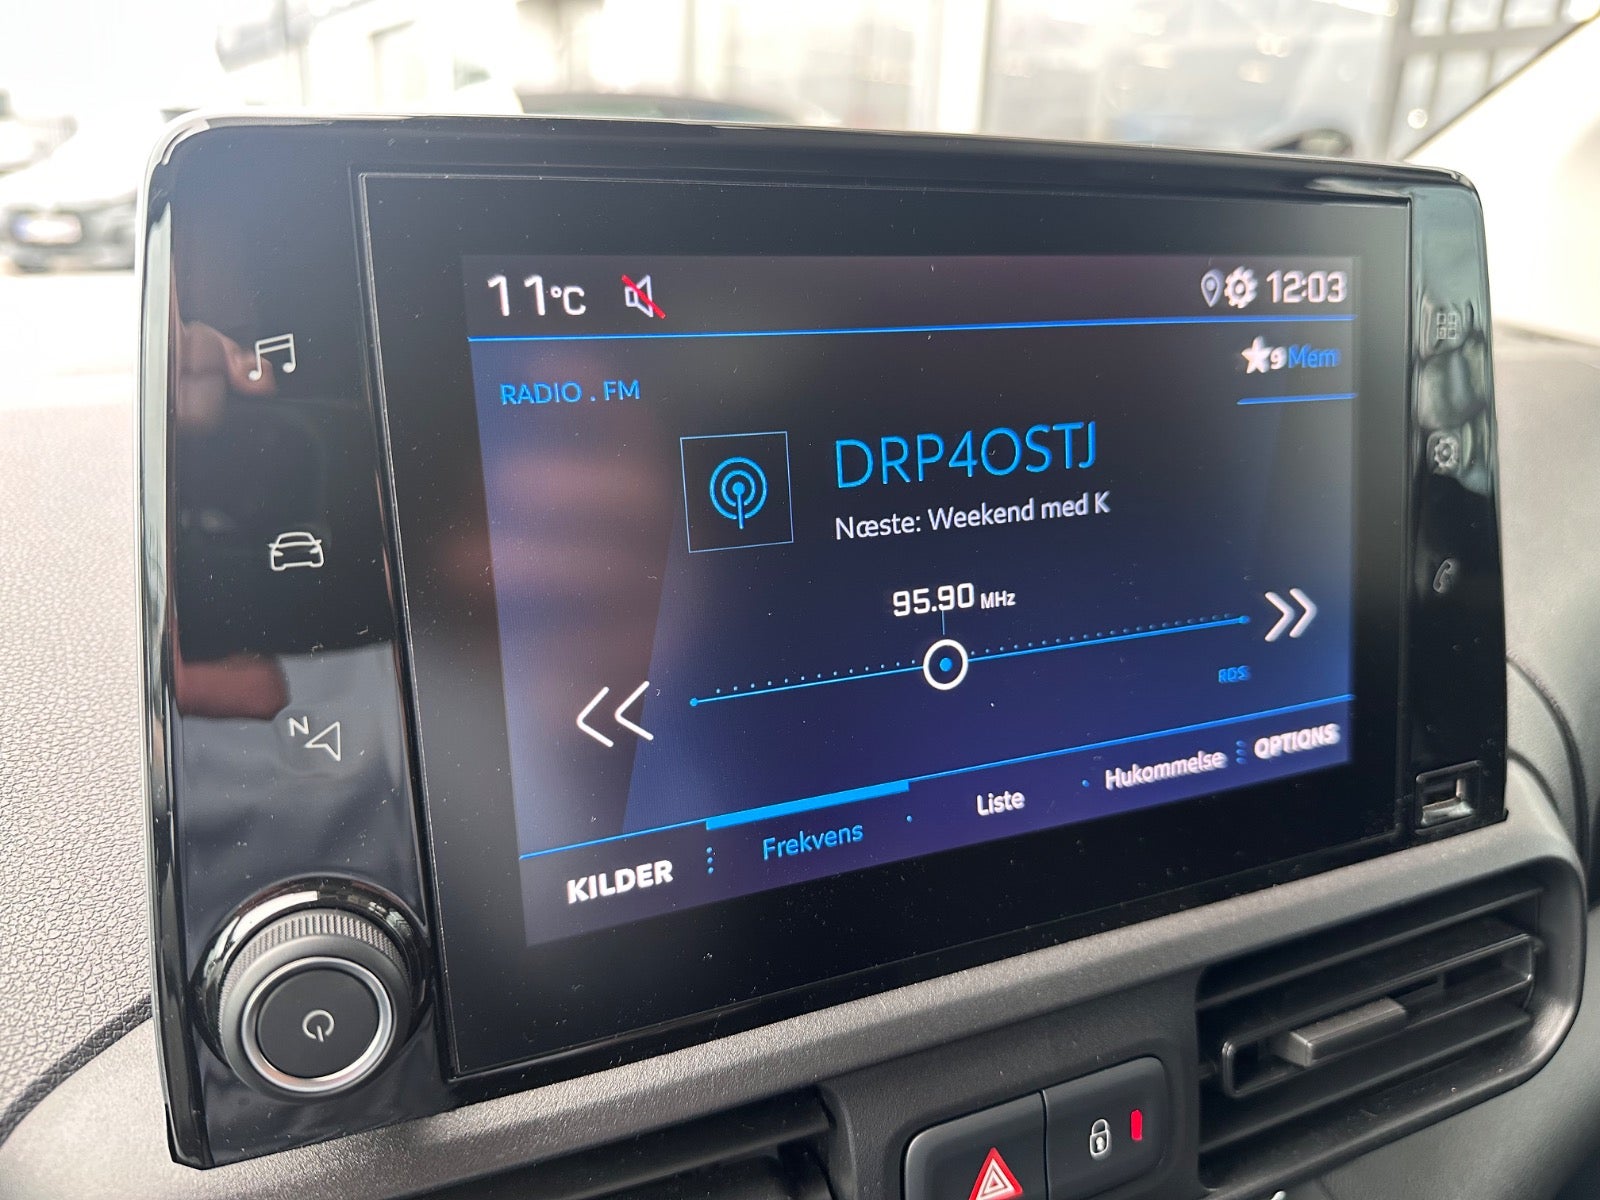 11°C 12:03
9 Mem
RADIO . FM
DRP4OSTJ
Næste: Weekend med K
95.90 MHz
RDS
KILDER Frekvens Liste Hukommelse OPTIONS
N